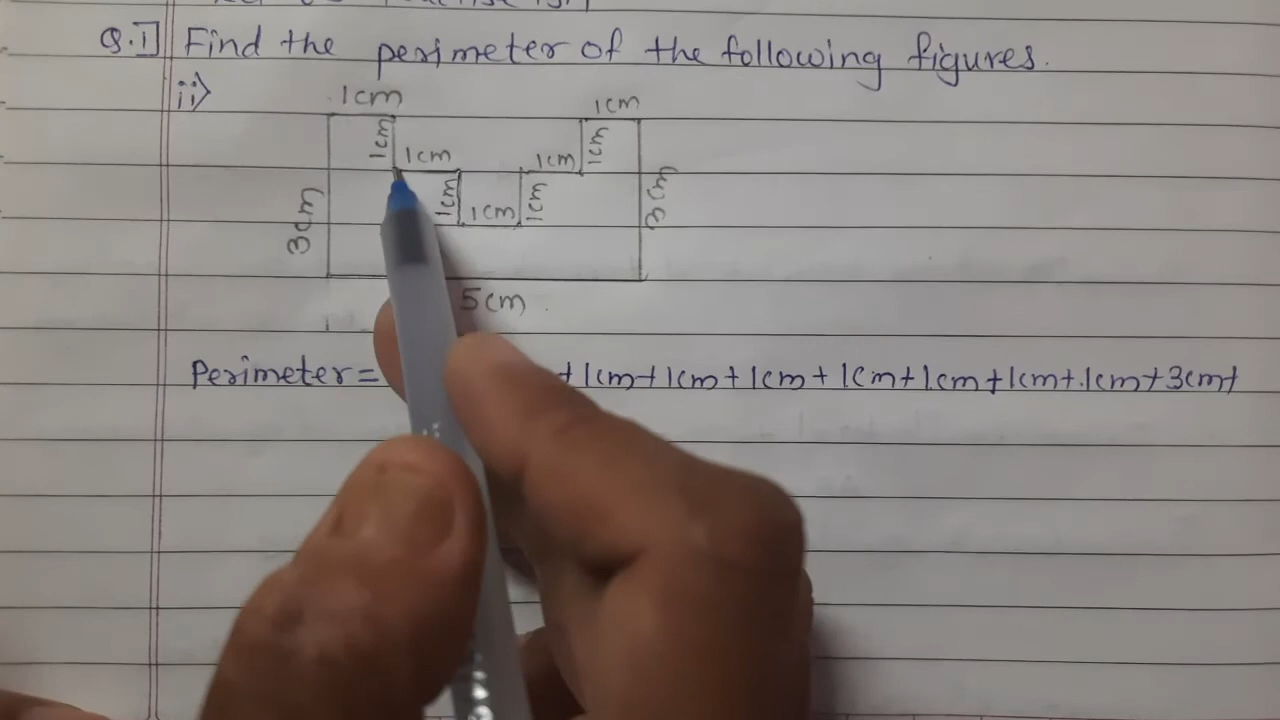 Q.1 Find the perimeter of the following figures.
ii)
1cm 1cm
1cm 1cm 1cm 1cm
3cm 1cm 1cm 1cm 3cm
5cm
Perimeter = +1cm+1cm+1cm+1cm+1cm+1cm+1cm+3cm+